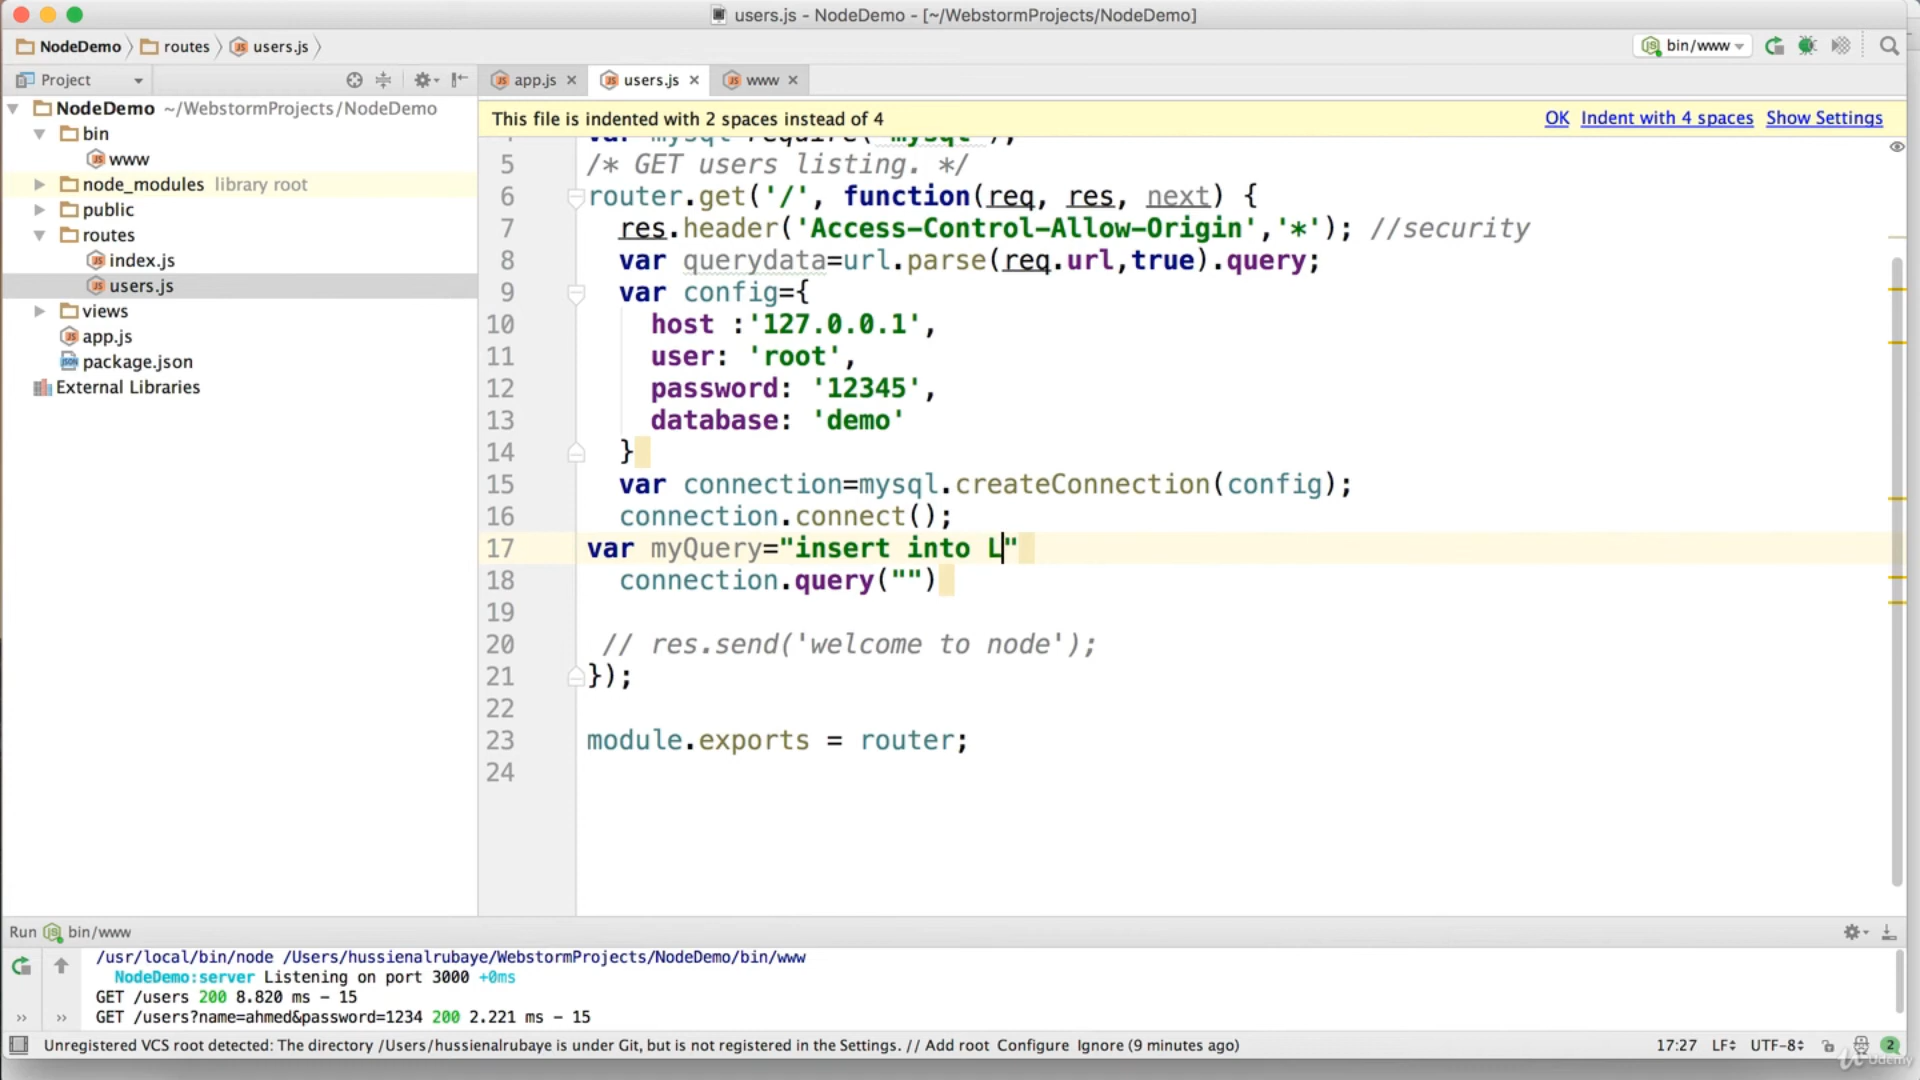 users.js - NodeDemo - [~/WebstormProjects/NodeDemo]
NodeDemo routes users.js
bin/www
Project
app.js users.js www
NodeDemo ~/WebstormProjects/NodeDemo
This file is indented with 2 spaces instead of 4
OK Indent with 4 spaces Show Settings
bin
www
node_modules library root
public
routes
index.js
users.js
views
app.js
package.json
External Libraries
4 var mysql=require('mysql');
5 /* GET users listing. */
6 router.get('/', function(req, res, next) {
7 res.header('Access-Control-Allow-Origin','*'); //security
8 var querydata=url.parse(req.url,true).query;
9 var config={
10 host :'127.0.0.1',
11 user: 'root',
12 password: '12345',
13 database: 'demo'
14 }
15 var connection=mysql.createConnection(config);
16 connection.connect();
17 var myQuery="insert into L"
18 connection.query("")
19
20 // res.send('welcome to node');
21 });
22
23 module.exports = router;
24
Run bin/www
/usr/local/bin/node /Users/hussienalrubaye/WebstormProjects/NodeDemo/bin/www
NodeDemo:server Listening on port 3000 +0ms
GET /users 200 8.820 ms - 15
GET /users?name=ahmed&password=1234 200 2.221 ms - 15
Unregistered VCS root detected: The directory /Users/hussienalrubaye is under Git, but is not registered in the Settings. // Add root Configure Ignore (9 minutes ago)
17:27 LF UTF-8 2
Udemy